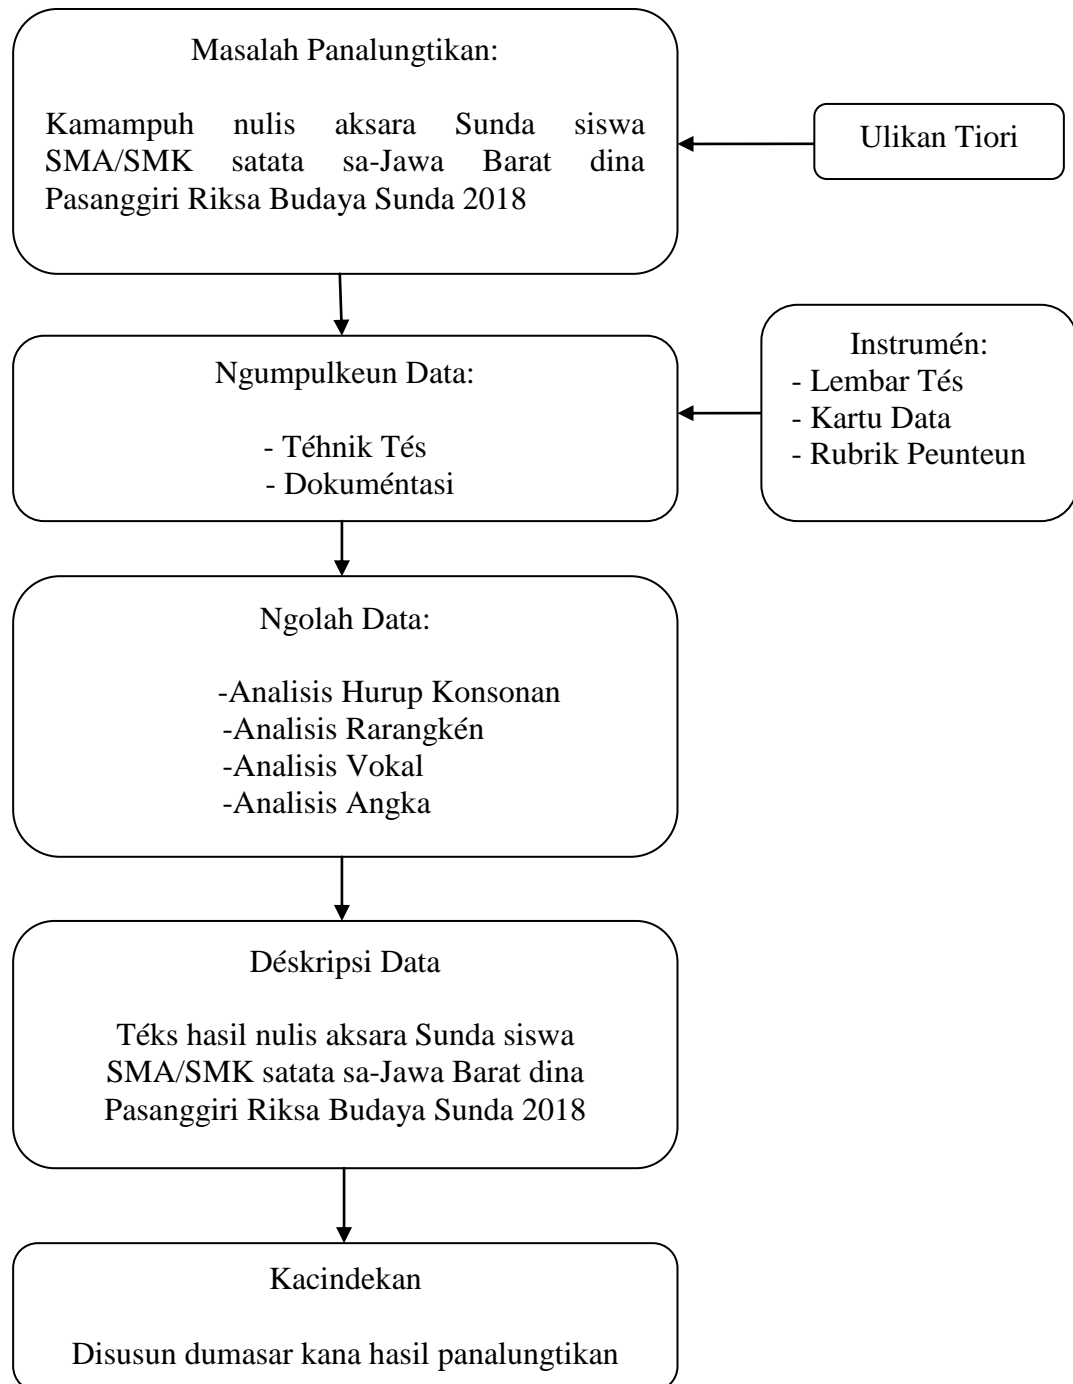 Masalah Panalungtikan:
Kamampuh nulis aksara Sunda siswa
SMA/SMK satata sa-Jawa Barat dina
Pasanggiri Riksa Budaya Sunda 2018
Ulikan Tiori
Ngumpulkeun Data:
- Téhnik Tés
- Dokuméntasi
Instrumén:
- Lembar Tés
- Kartu Data
- Rubrik Peunteun
Ngolah Data:
-Analisis Hurup Konsonan
-Analisis Rarangkén
-Analisis Vokal
-Analisis Angka
Déskripsi Data
Téks hasil nulis aksara Sunda siswa
SMA/SMK satata sa-Jawa Barat dina
Pasanggiri Riksa Budaya Sunda 2018
Kacindekan
Disusun dumasar kana hasil panalungtikan